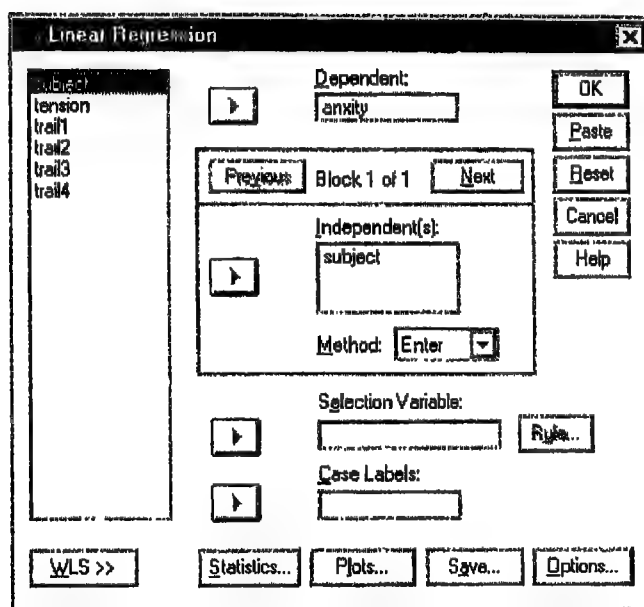 Linear Regression
subject
tension
trail1
trail2
trail3
trail4
Dependent:
anxity
OK
Paste
Reset
Cancel
Help
Previous
Block 1 of 1
Next
Independent(s):
subject
Method:
Enter
Selection Variable:
Rule...
Case Labels:
WLS >>
Statistics...
Plots...
Save...
Options...